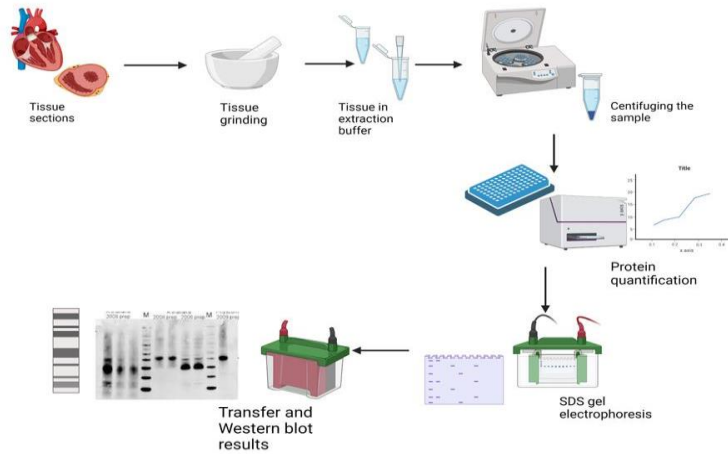 Tissue
sections
Tissue
grinding
Tissue in
extraction
buffer
Centifuging the
sample
Title
x axis
Protein
quantification
SDS gel
electrophoresis
M
M
Transfer and
Western blot
results